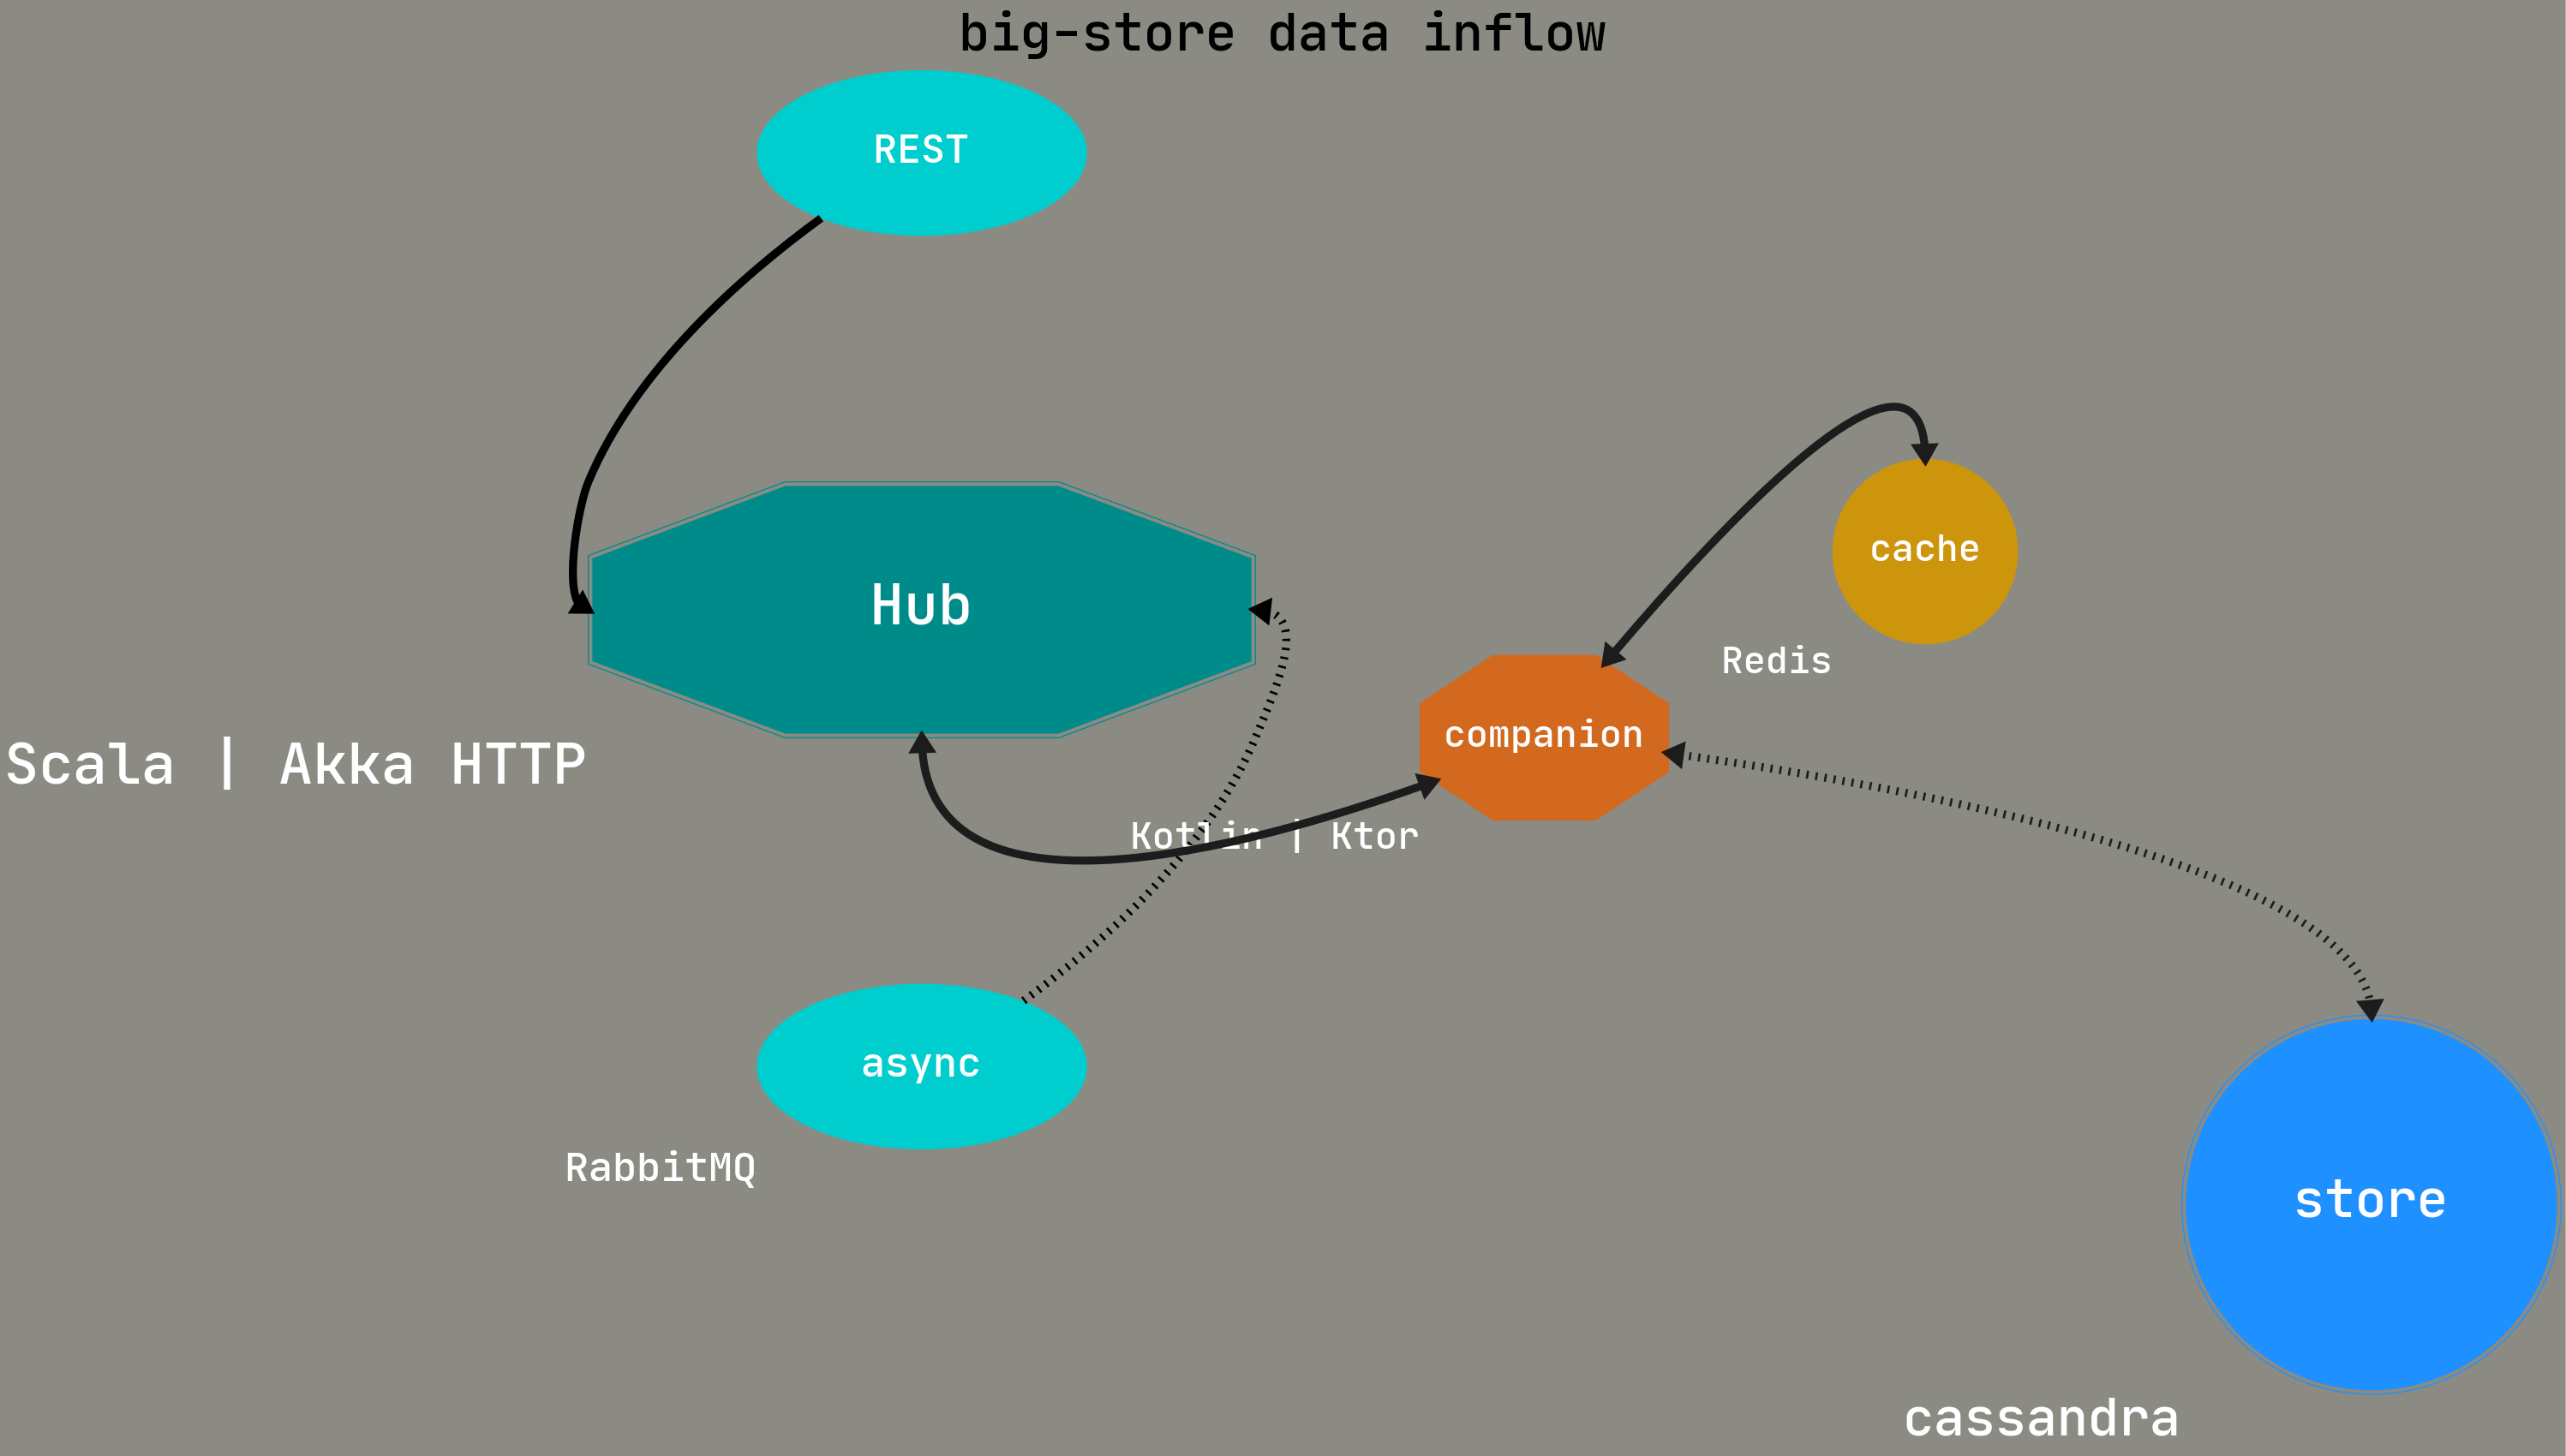 big-store data inflow
REST
Hub
cache
Redis
companion
Scala | Akka HTTP
Kotlin | Ktor
async
RabbitMQ
store
cassandra